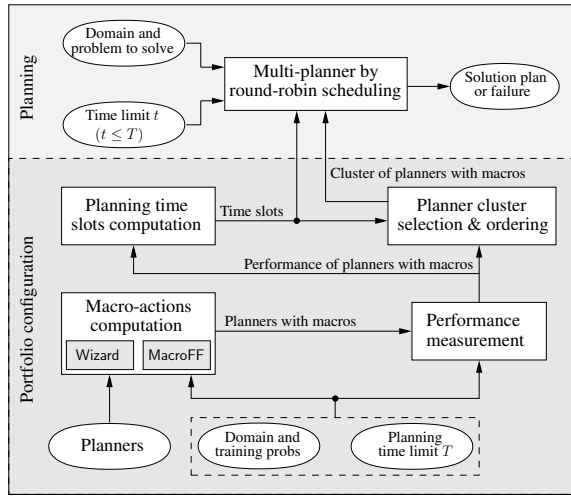 Planning
Domain and
problem to solve
Time limit t
(t ≤ T)
Multi-planner by
round-robin scheduling
Solution plan
or failure
Portfolio configuration
Cluster of planners with macros
Planning time
slots computation
Time slots
Planner cluster
selection & ordering
Performance of planners with macros
Macro-actions
computation
Wizard
MacroFF
Planners with macros
Performance
measurement
Planners
Domain and
training probs
Planning
time limit T